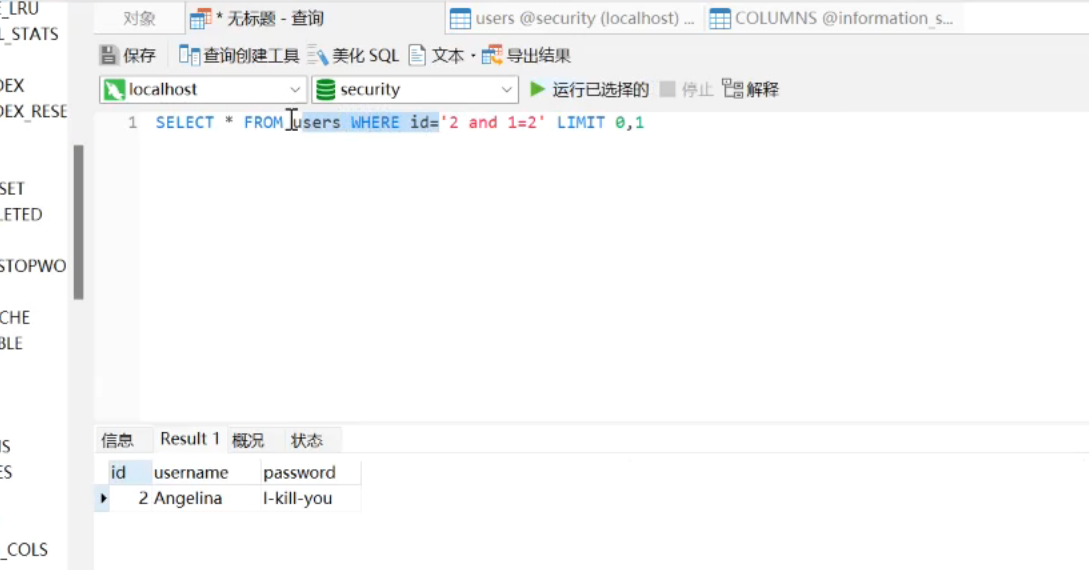 _LRU
L_STATS
DEX
DEX_RESE
SET
LETED
STOPWO
CHE
BLE
NS
ES
_COLS
对象 * 无标题 - 查询 users @security (localhost) ... COLUMNS @information_s...
保存 查询创建工具 美化 SQL 文本 · 导出结果
localhost security 运行已选择的 停止 解释
1 SELECT * FROM users WHERE id='2 and 1=2' LIMIT 0,1
信息 Result 1 概况 状态
id username password
2 Angelina I-kill-you